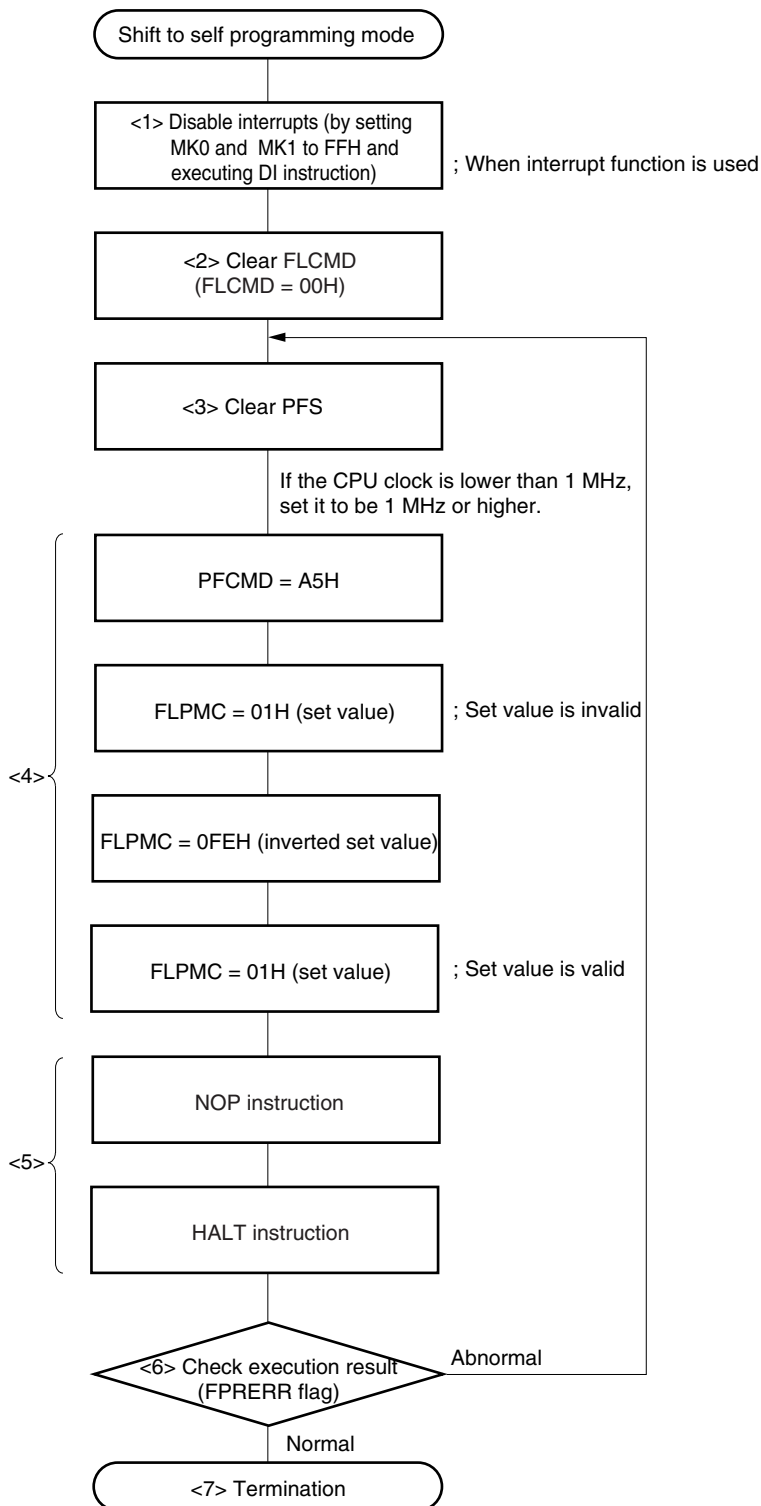 Shift to self programming mode
<1> Disable interrupts (by setting
MK0 and MK1 to FFH and
executing DI instruction)
; When interrupt function is used
<2> Clear FLCMD
(FLCMD = 00H)
<3> Clear PFS
If the CPU clock is lower than 1 MHz,
set it to be 1 MHz or higher.
PFCMD = A5H
FLPMC = 01H (set value)
; Set value is invalid
<4>
FLPMC = 0FEH (inverted set value)
FLPMC = 01H (set value)
; Set value is valid
NOP instruction
<5>
HALT instruction
<6> Check execution result
(FPRERR flag)
Abnormal
Normal
<7> Termination